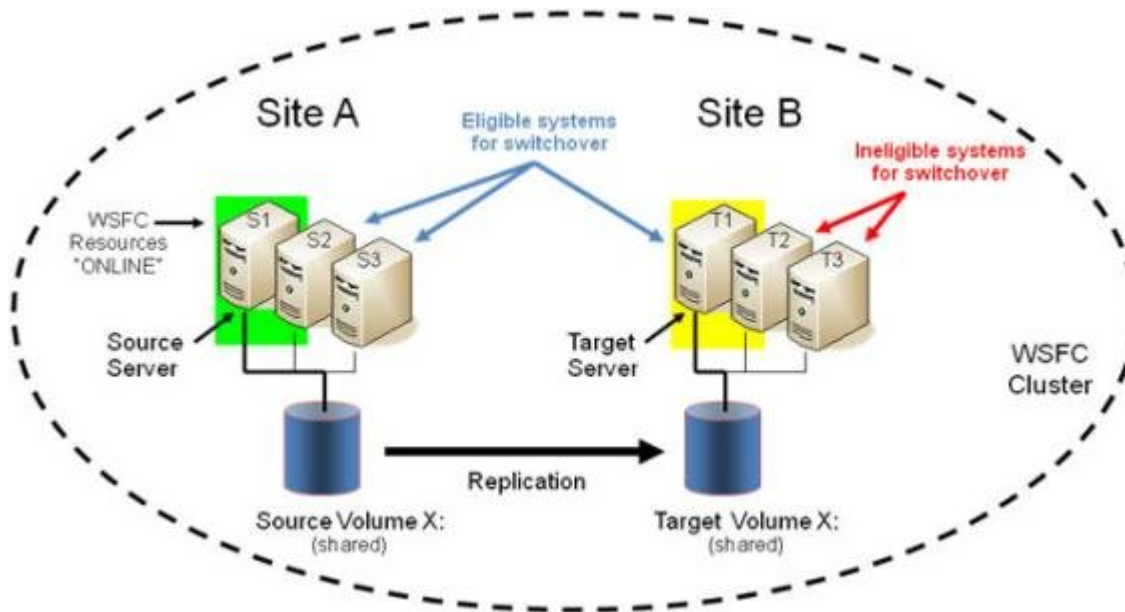 Site A
Site B
Eligible systems
for switchover
Ineligible systems
for switchover
WSFC
Resources
"ONLINE"
S1
S2
S3
T1
T2
T3
Source
Server
Target
Server
WSFC
Cluster
Replication
Source Volume X:
(shared)
Target Volume X:
(shared)